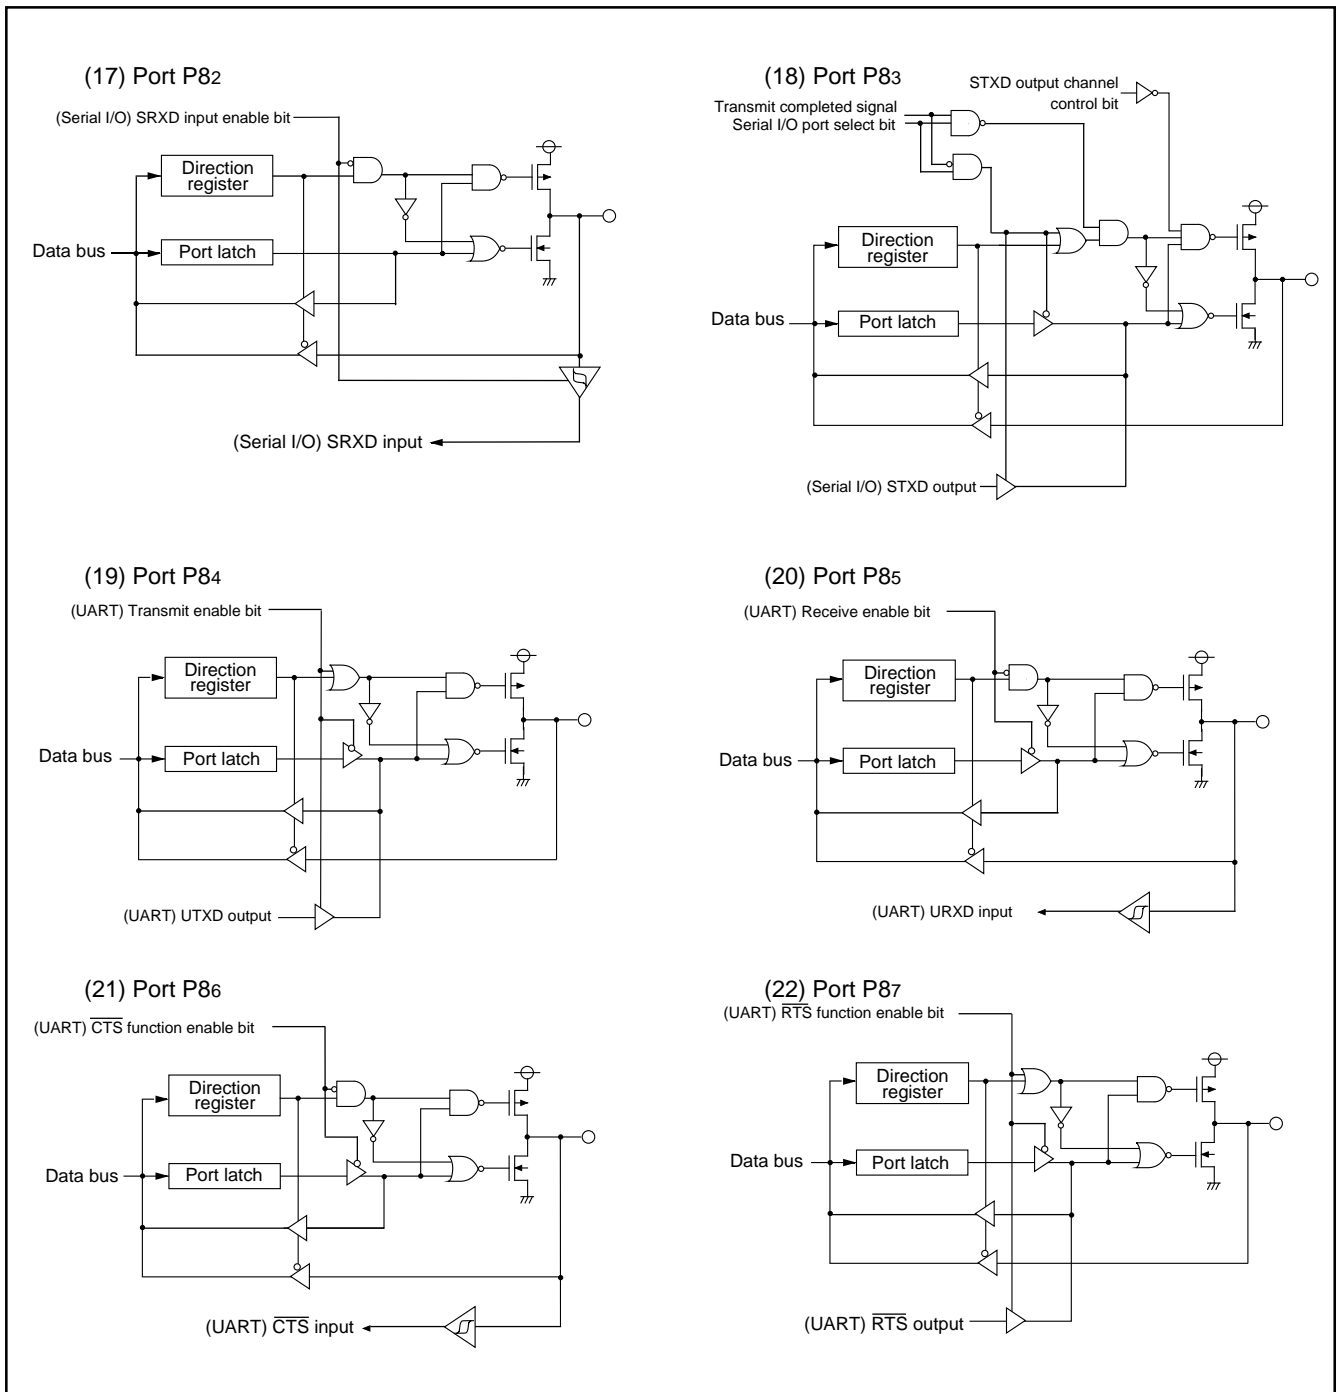 (17) Port P82
(Serial I/O) SRXD input enable bit
Direction
register
Data bus
Port latch
(Serial I/O) SRXD input
(18) Port P83
STXD output channel
control bit
Transmit completed signal
Serial I/O port select bit
Direction
register
Data bus
Port latch
(Serial I/O) STXD output
(19) Port P84
(UART) Transmit enable bit
Direction
register
Data bus
Port latch
(UART) UTXD output
(20) Port P85
(UART) Receive enable bit
Direction
register
Data bus
Port latch
(UART) URXD input
(21) Port P86
(UART) C̅T̅S̅ function enable bit
Direction
register
Data bus
Port latch
(UART) C̅T̅S̅ input
(22) Port P87
(UART) R̅T̅S̅ function enable bit
Direction
register
Data bus
Port latch
(UART) R̅T̅S̅ output